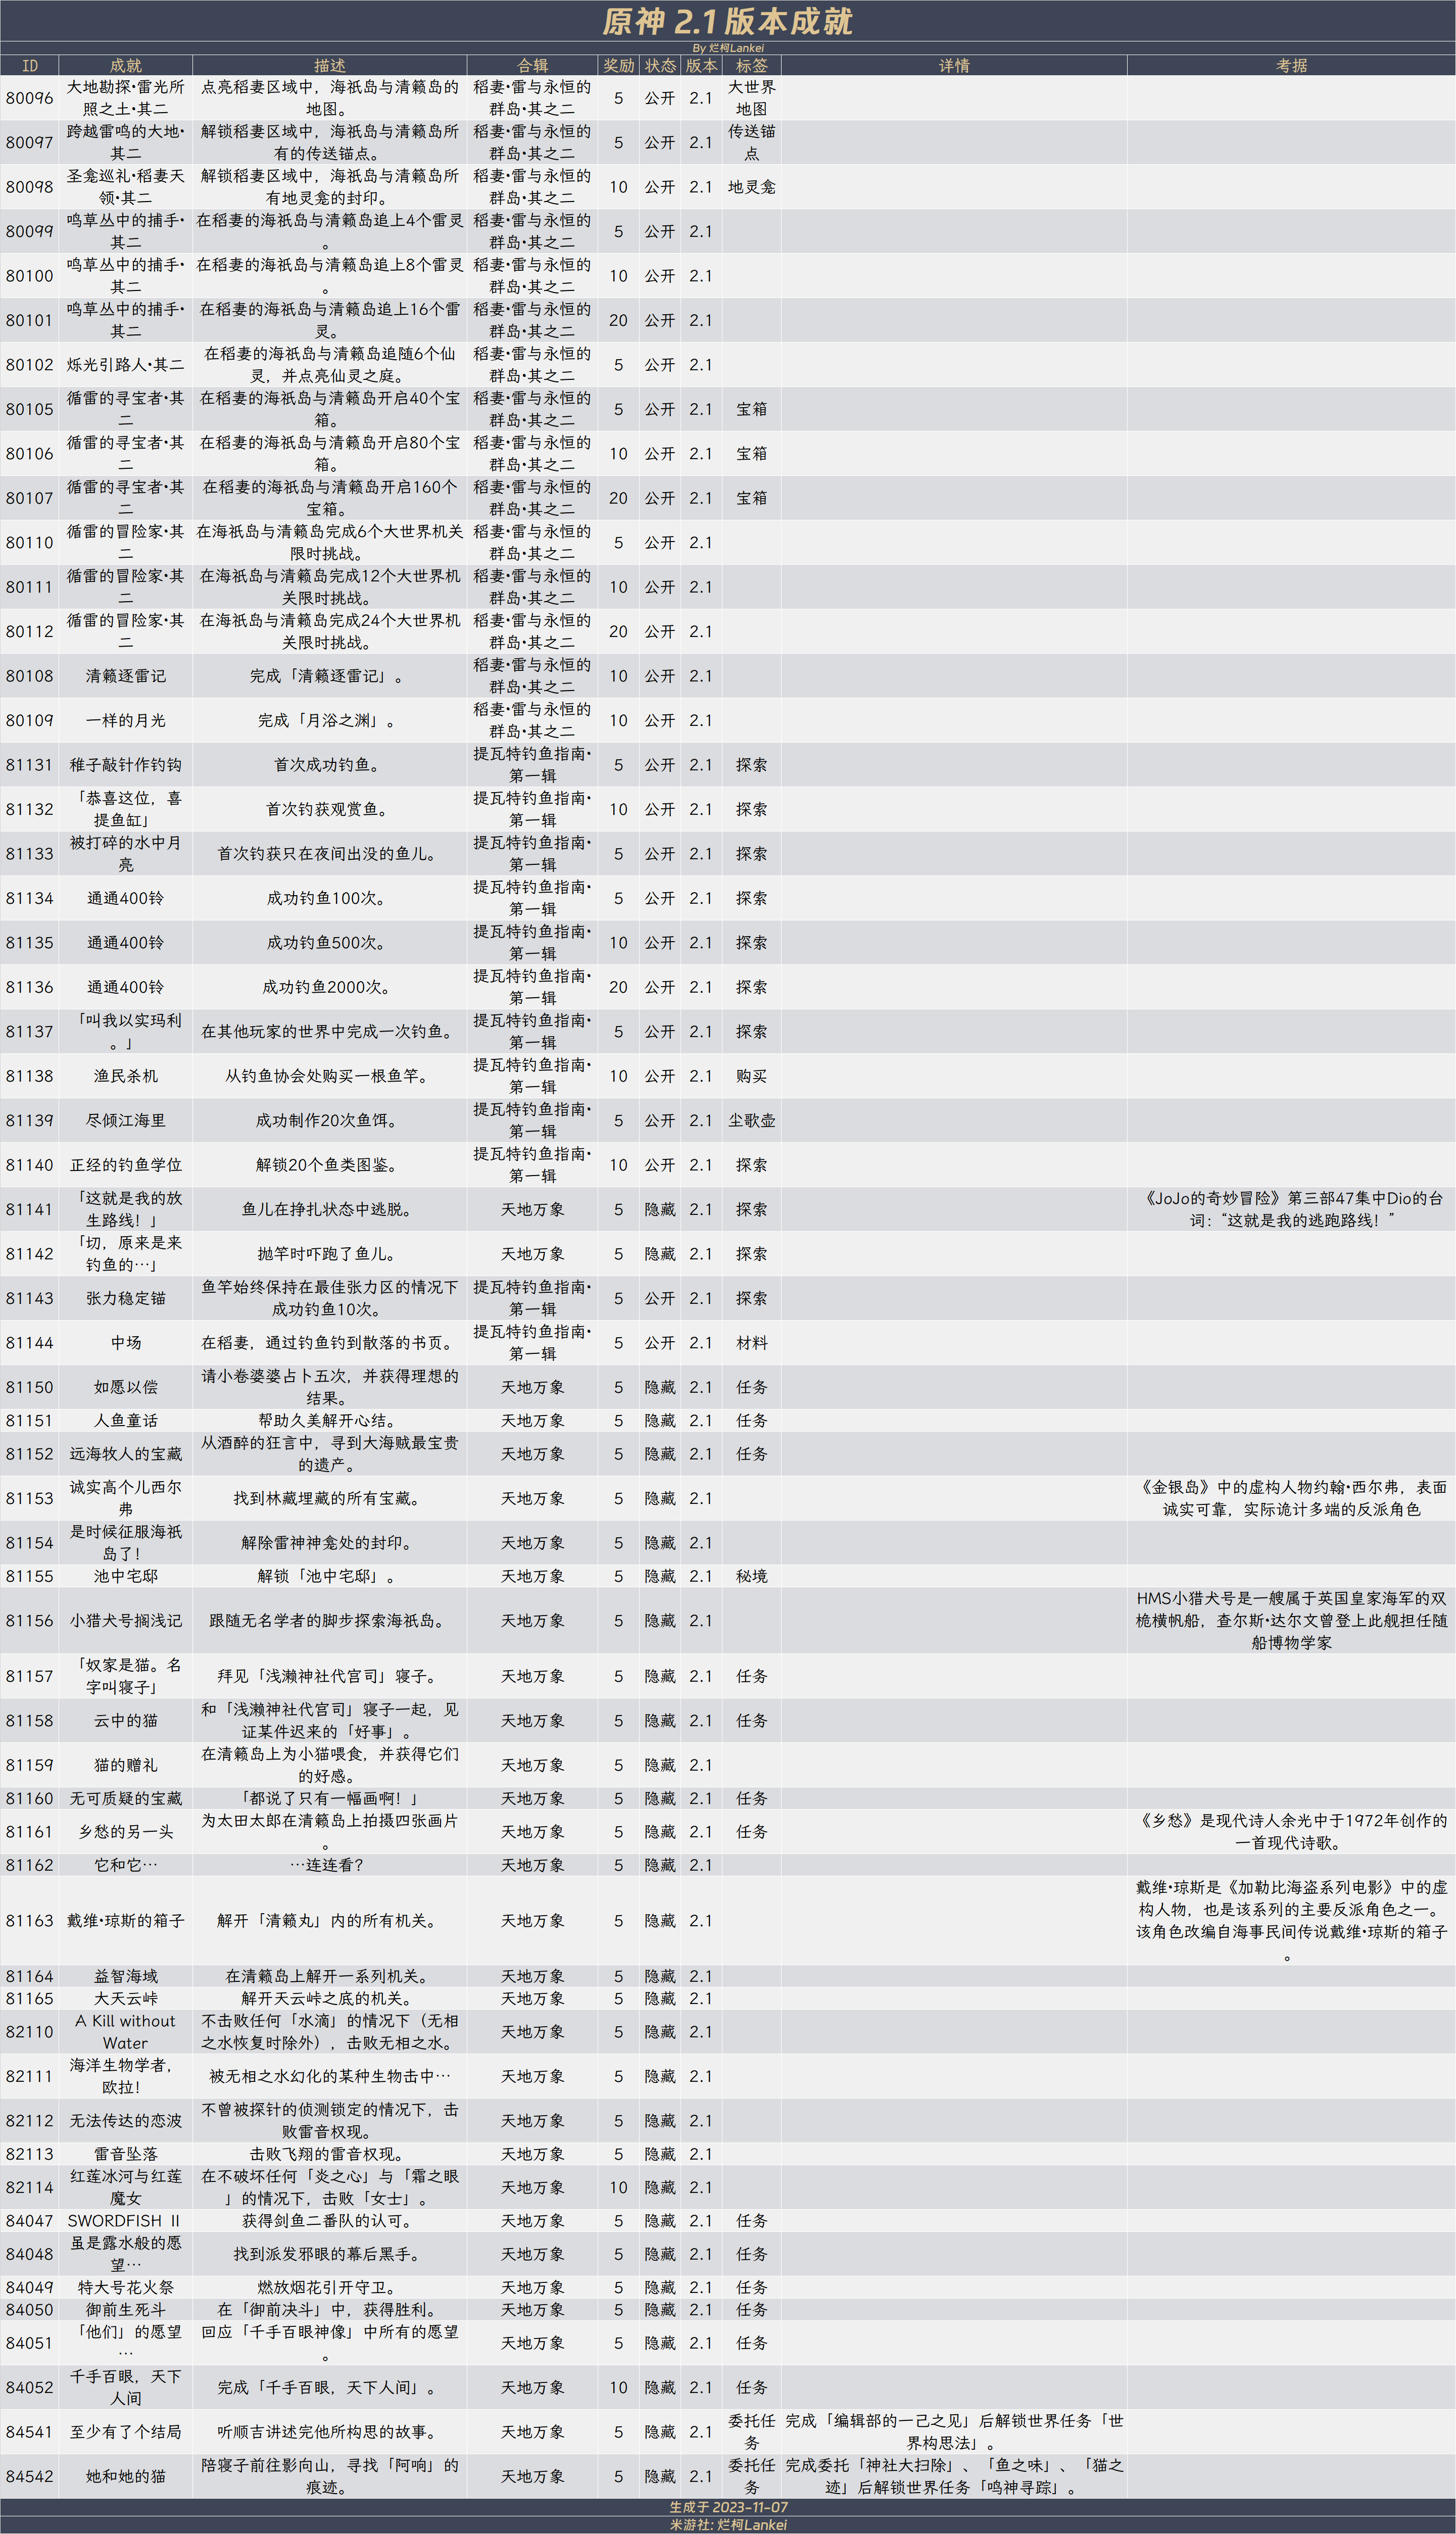 原神 2.1 版本成就
By 烂柯Lankei
ID 成就 描述 合辑 奖励 状态 版本 标签 详情 考据
80096 大地勘探•雷光所照之土•其二 点亮稻妻区域中，海祇岛与清籁岛的地图。 稻妻•雷与永恒的群岛•其之二 5 公开 2.1 大世界地图
80097 跨越雷鸣的大地•其二 解锁稻妻区域中，海祇岛与清籁岛所有的传送锚点。 稻妻•雷与永恒的群岛•其之二 5 公开 2.1 传送锚点
80098 圣龛巡礼•稻妻天领•其二 解锁稻妻区域中，海祇岛与清籁岛所有地灵龛的封印。 稻妻•雷与永恒的群岛•其之二 10 公开 2.1 地灵龛
80099 鸣草丛中的捕手•其二 在稻妻的海祇岛与清籁岛追上4个雷灵。 稻妻•雷与永恒的群岛•其之二 5 公开 2.1
80100 鸣草丛中的捕手•其二 在稻妻的海祇岛与清籁岛追上8个雷灵。 稻妻•雷与永恒的群岛•其之二 10 公开 2.1
80101 鸣草丛中的捕手•其二 在稻妻的海祇岛与清籁岛追上16个雷灵。 稻妻•雷与永恒的群岛•其之二 20 公开 2.1
80102 烁光引路人•其二 在稻妻的海祇岛与清籁岛追随6个仙灵，并点亮仙灵之庭。 稻妻•雷与永恒的群岛•其之二 5 公开 2.1
80105 循雷的寻宝者•其二 在稻妻的海祇岛与清籁岛开启40个宝箱。 稻妻•雷与永恒的群岛•其之二 5 公开 2.1 宝箱
80106 循雷的寻宝者•其二 在稻妻的海祇岛与清籁岛开启80个宝箱。 稻妻•雷与永恒的群岛•其之二 10 公开 2.1 宝箱
80107 循雷的寻宝者•其二 在稻妻的海祇岛与清籁岛开启160个宝箱。 稻妻•雷与永恒的群岛•其之二 20 公开 2.1 宝箱
80110 循雷的冒险家•其二 在海祇岛与清籁岛完成6个大世界机关限时挑战。 稻妻•雷与永恒的群岛•其之二 5 公开 2.1
80111 循雷的冒险家•其二 在海祇岛与清籁岛完成12个大世界机关限时挑战。 稻妻•雷与永恒的群岛•其之二 10 公开 2.1
80112 循雷的冒险家•其二 在海祇岛与清籁岛完成24个大世界机关限时挑战。 稻妻•雷与永恒的群岛•其之二 20 公开 2.1
80108 清籁逐雷记 完成「清籁逐雷记」。 稻妻•雷与永恒的群岛•其之二 10 公开 2.1
80109 一样的月光 完成「月浴之渊」。 稻妻•雷与永恒的群岛•其之二 10 公开 2.1
81131 稚子敲针作钓钩 首次成功钓鱼。 提瓦特钓鱼指南•第一辑 5 公开 2.1 探索
81132 「恭喜这位，喜提鱼缸」 首次钓获观赏鱼。 提瓦特钓鱼指南•第一辑 10 公开 2.1 探索
81133 被打碎的水中月亮 首次钓获只在夜间出没的鱼儿。 提瓦特钓鱼指南•第一辑 5 公开 2.1 探索
81134 通通400铃 成功钓鱼100次。 提瓦特钓鱼指南•第一辑 5 公开 2.1 探索
81135 通通400铃 成功钓鱼500次。 提瓦特钓鱼指南•第一辑 10 公开 2.1 探索
81136 通通400铃 成功钓鱼2000次。 提瓦特钓鱼指南•第一辑 20 公开 2.1 探索
81137 「叫我以实玛利。」 在其他玩家的世界中完成一次钓鱼。 提瓦特钓鱼指南•第一辑 5 公开 2.1 探索
81138 渔民杀机 从钓鱼协会处购买一根鱼竿。 提瓦特钓鱼指南•第一辑 10 公开 2.1 购买
81139 尽倾江海里 成功制作20次鱼饵。 提瓦特钓鱼指南•第一辑 5 公开 2.1 尘歌壶
81140 正经的钓鱼学位 解锁20个鱼类图鉴。 提瓦特钓鱼指南•第一辑 10 公开 2.1 探索
81141 「这就是我的放生路线！」 鱼儿在挣扎状态中逃脱。 天地万象 5 隐藏 2.1 探索 《JoJo的奇妙冒险》第三部47集中Dio的台词：“这就是我的逃跑路线！”
81142 「切，原来是来钓鱼的…」 抛竿时吓跑了鱼儿。 天地万象 5 隐藏 2.1 探索
81143 张力稳定锚 鱼竿始终保持在最佳张力区的情况下成功钓鱼10次。 提瓦特钓鱼指南•第一辑 5 公开 2.1 探索
81144 中场 在稻妻，通过钓鱼钓到散落的书页。 提瓦特钓鱼指南•第一辑 5 公开 2.1 材料
81150 如愿以偿 请小卷婆婆占卜五次，并获得理想的结果。 天地万象 5 隐藏 2.1 任务
81151 人鱼童话 帮助久美解开心结。 天地万象 5 隐藏 2.1 任务
81152 远海牧人的宝藏 从酒醉的狂言中，寻到大海贼最宝贵的遗产。 天地万象 5 隐藏 2.1 任务
81153 诚实高个儿西尔弗 找到林藏埋藏的所有宝藏。 天地万象 5 隐藏 2.1 《金银岛》中的虚构人物约翰•西尔弗，表面诚实可靠，实际诡计多端的反派角色
81154 是时候征服海祇岛了！ 解除雷神神龛处的封印。 天地万象 5 隐藏 2.1
81155 池中宅邸 解锁「池中宅邸」。 天地万象 5 隐藏 2.1 秘境
81156 小猎犬号搁浅记 跟随无名学者的脚步探索海祇岛。 天地万象 5 隐藏 2.1 HMS小猎犬号是一艘属于英国皇家海军的双桅横帆船，查尔斯•达尔文曾登上此舰担任随船博物学家
81157 「奴家是猫。名字叫寝子」 拜见「浅濑神社代宫司」寝子。 天地万象 5 隐藏 2.1 任务
81158 云中的猫 和「浅濑神社代宫司」寝子一起，见证某件迟来的「好事」。 天地万象 5 隐藏 2.1 任务
81159 猫的赠礼 在清籁岛上为小猫喂食，并获得它们的好感。 天地万象 5 隐藏 2.1
81160 无可质疑的宝藏 「都说了只有一幅画啊！」 天地万象 5 隐藏 2.1 任务
81161 乡愁的另一头 为太田太郎在清籁岛上拍摄四张画片。 天地万象 5 隐藏 2.1 任务 《乡愁》是现代诗人余光中于1972年创作的一首现代诗歌。
81162 它和它… …连连看？ 天地万象 5 隐藏 2.1
81163 戴维•琼斯的箱子 解开「清籁丸」内的所有机关。 天地万象 5 隐藏 2.1 戴维•琼斯是《加勒比海盗系列电影》中的虚构人物，也是该系列的主要反派角色之一。该角色改编自海事民间传说戴维•琼斯的箱子。
81164 益智海域 在清籁岛上解开一系列机关。 天地万象 5 隐藏 2.1
81165 大天云峠 解开天云峠之底的机关。 天地万象 5 隐藏 2.1
82110 A Kill without Water 不击败任何「水滴」的情况下（无相之水恢复时除外），击败无相之水。 天地万象 5 隐藏 2.1
82111 海洋生物学者，欧拉！ 被无相之水幻化的某种生物击中… 天地万象 5 隐藏 2.1
82112 无法传达的恋波 不曾被探针的侦测锁定的情况下，击败雷音权现。 天地万象 5 隐藏 2.1
82113 雷音坠落 击败飞翔的雷音权现。 天地万象 5 隐藏 2.1
82114 红莲冰河与红莲魔女 在不破坏任何「炎之心」与「霜之眼」的情况下，击败「女士」。 天地万象 10 隐藏 2.1
84047 SWORDFISH II 获得剑鱼二番队的认可。 天地万象 5 隐藏 2.1 任务
84048 虽是露水般的愿望… 找到派发邪眼的幕后黑手。 天地万象 5 隐藏 2.1 任务
84049 特大号花火祭 燃放烟花引开守卫。 天地万象 5 隐藏 2.1 任务
84050 御前生死斗 在「御前决斗」中，获得胜利。 天地万象 5 隐藏 2.1 任务
84051 「他们」的愿望… 回应「千手百眼神像」中所有的愿望。 天地万象 5 隐藏 2.1 任务
84052 千手百眼，天下人间 完成「千手百眼，天下人间」。 天地万象 10 隐藏 2.1 任务
84541 至少有了个结局 听顺吉讲述完他所构思的故事。 天地万象 5 隐藏 2.1 委托任务 完成「编辑部的一己之见」后解锁世界任务「世界构思法」。
84542 她和她的猫 陪寝子前往影向山，寻找「阿响」的痕迹。 天地万象 5 隐藏 2.1 委托任务 完成委托「神社大扫除」、「鱼之味」、「猫之迹」后解锁世界任务「鸣神寻踪」。
生成于 2023-11-07
米游社: 烂柯Lankei